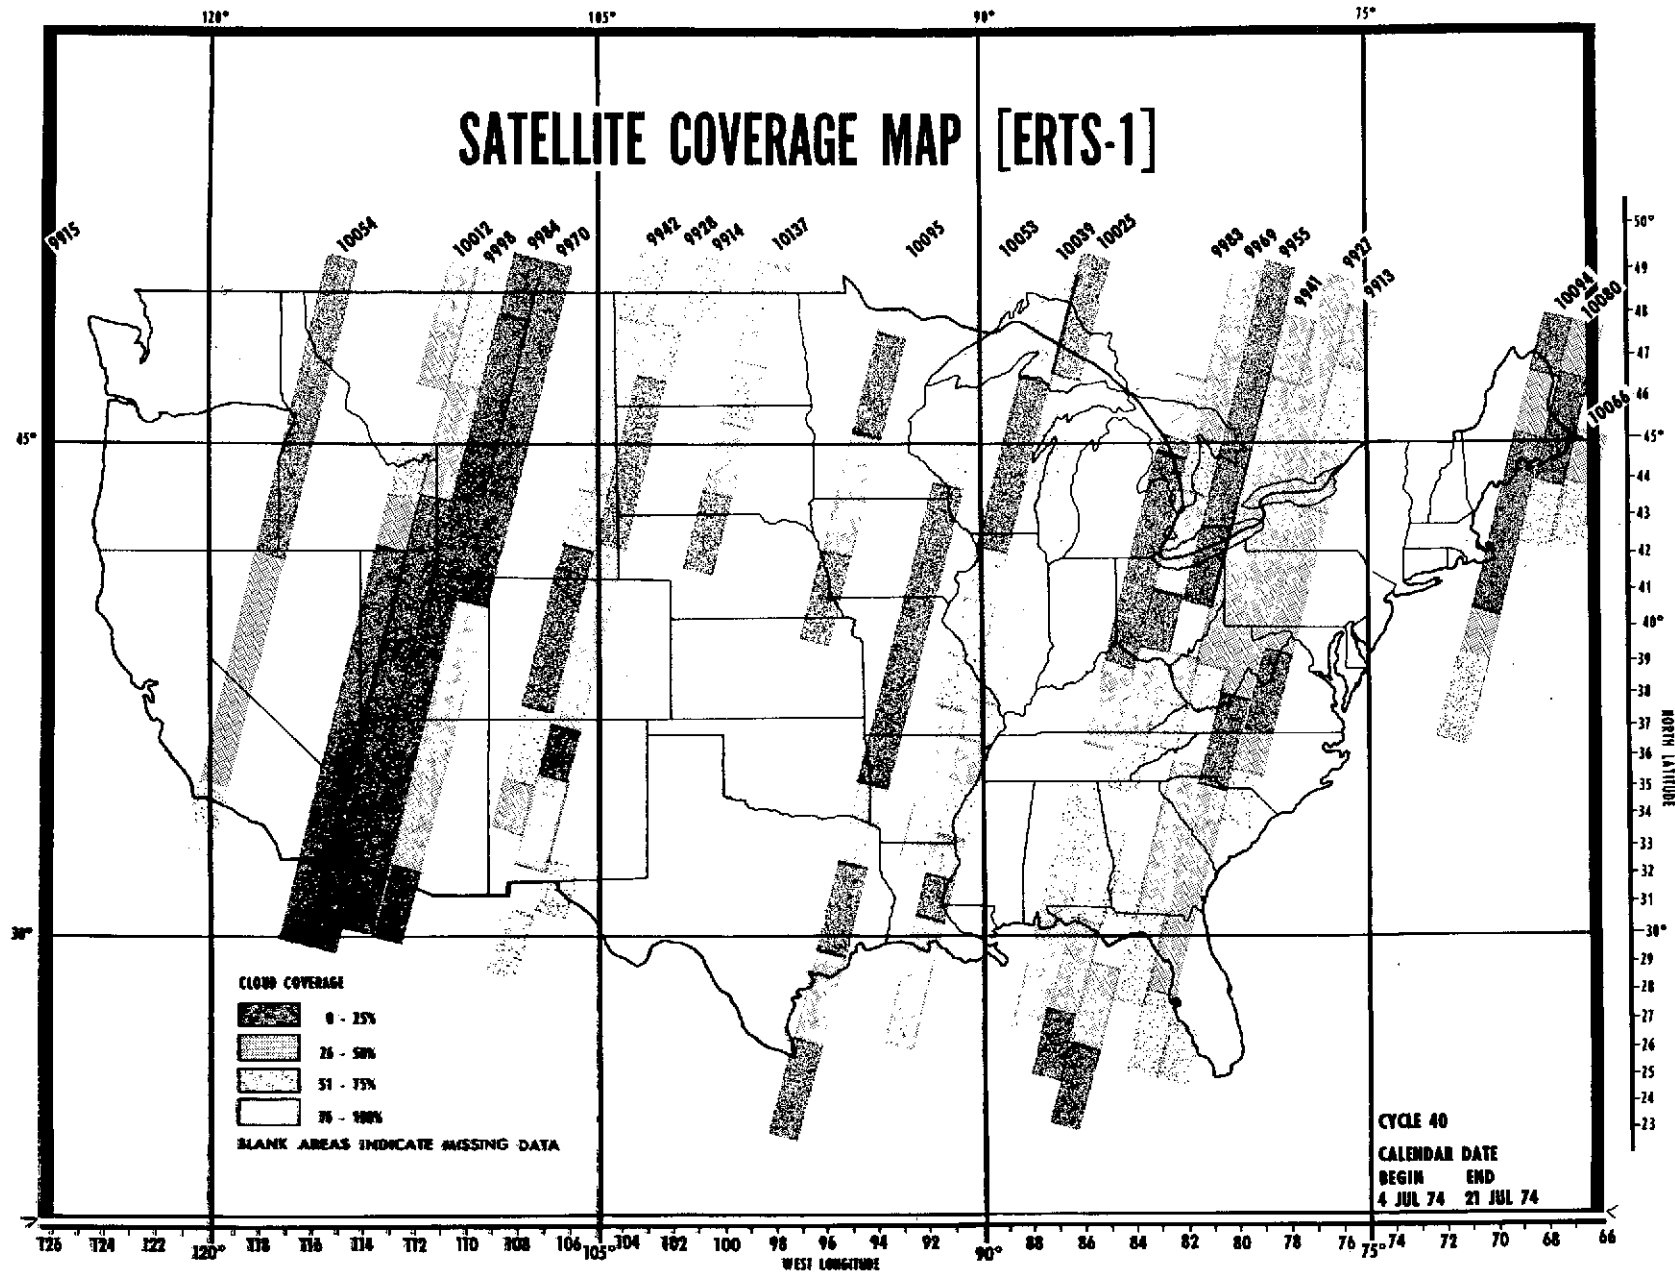 120° 105° 90° 75°
SATELLITE COVERAGE MAP [ERTS-1]
9915 10054 10012 9998 9984 9970 9942 9928 9914 10137 10095 10053 10039 10025 9983 9969 9955 9941 9927 9913 10094 10080 10066
50°
49
48
47
46
45° 45°
44
43
42
41
40°
39
38
37
36
35
34
33
32
31
30° 30°
29
28
27
26
25
24
23
NORTH LATITUDE
CLOUD COVERAGE
0 - 25%
26 - 50%
51 - 75%
76 - 100%
BLANK AREAS INDICATE MISSING DATA
CYCLE 40
CALENDAR DATE
BEGIN END
4 JUL 74 21 JUL 74
126 124 122 120° 118 116 114 112 110 108 106 105° 104 102 100 98 96 94 92 90° 88 86 84 82 80 78 76 75° 74 72 70 68 66
WEST LONGITUDE